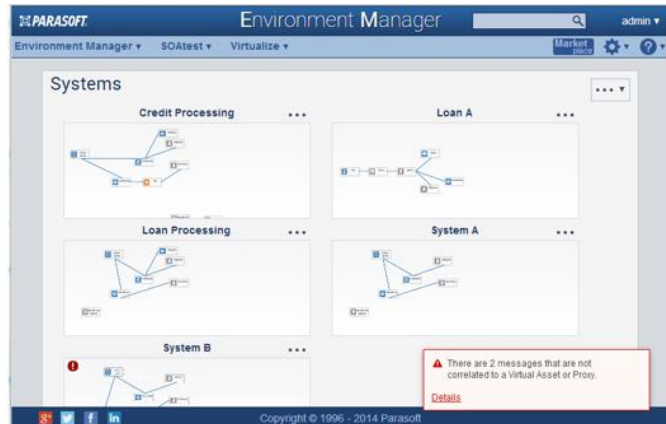 PARASOFT.
Environment Manager
admin ▾
Environment Manager ▾ SOAtest ▾ Virtualize ▾
Market place
Systems
Credit Processing
Loan A
Loan Processing
System A
System B
There are 2 messages that are not
correlated to a Virtual Asset or Proxy.
Details
Copyright © 1996 - 2014 Parasoft